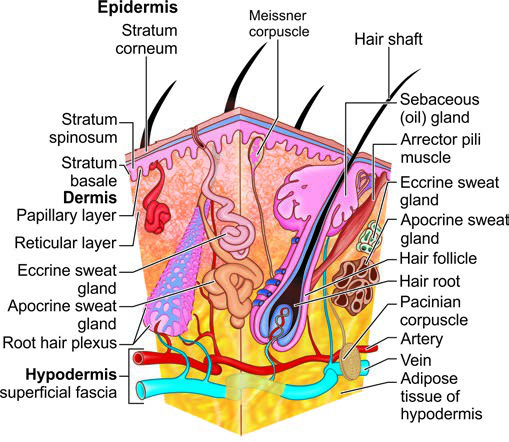 Epidermis
Stratum
corneum
Stratum
spinosum
Stratum
basale
Dermis
Papillary layer
Reticular layer
Eccrine sweat
gland
Apocrine sweat
gland
Root hair plexus
Hypodermis
superficial fascia
Meissner
corpuscle
Hair shaft
Sebaceous
(oil) gland
Arrector pili
muscle
Eccrine sweat
gland
Apocrine sweat
gland
Hair follicle
Hair root
Pacinian
corpuscle
Artery
Vein
Adipose
tissue of
hypodermis